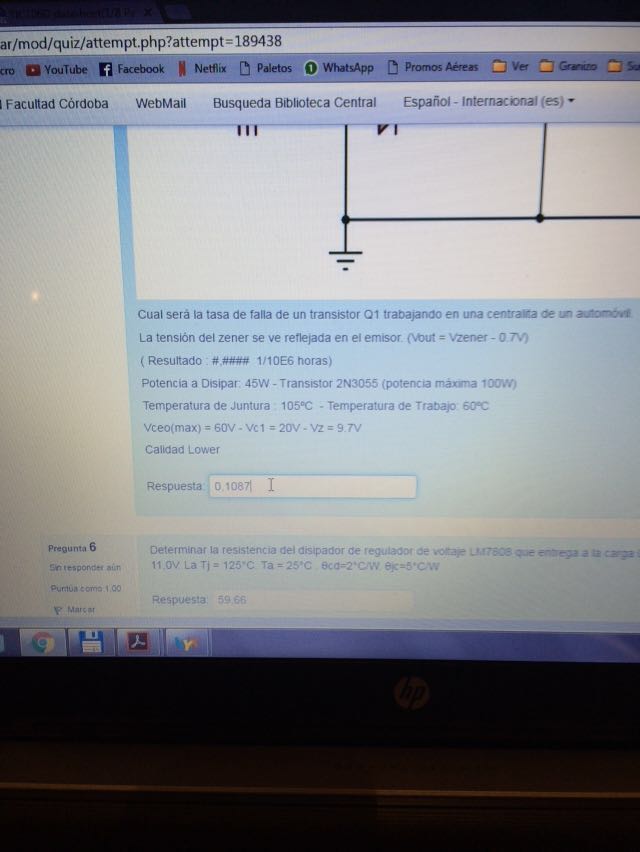 ar/mod/quiz/attempt.php?attempt=189438
cro YouTube Facebook Netflix Paletos WhatsApp Promos Aéreas Ver Granizo
Facultad Córdoba WebMail Busqueda Biblioteca Central Español - Internacional (es)
Cual será la tasa de falla de un transistor Q1 trabajando en una centralita de un automóvil.
La tensión del zener se ve reflejada en el emisor. (Vout = Vzener - 0.7V)
( Resultado : #,#### 1/10E6 horas)
Potencia a Disipar: 45W - Transistor 2N3055 (potencia máxima 100W)
Temperatura de Juntura : 105ºC - Temperatura de Trabajo: 60ºC
Vceo(max) = 60V - Vc1 = 20V - Vz = 9.7V
Calidad Lower
Respuesta: 0,1087
Pregunta 6
Sin responder aún
Puntúa como 1,00
Marcar
Determinar la resistencia del disipador de regulador de voltaje LM7808 que entrega a la carga
11,0V. La Tj = 125°C. Ta = 25°C . θcd=2°C/W. θjc=5°C/W
Respuesta: 59.66
hp